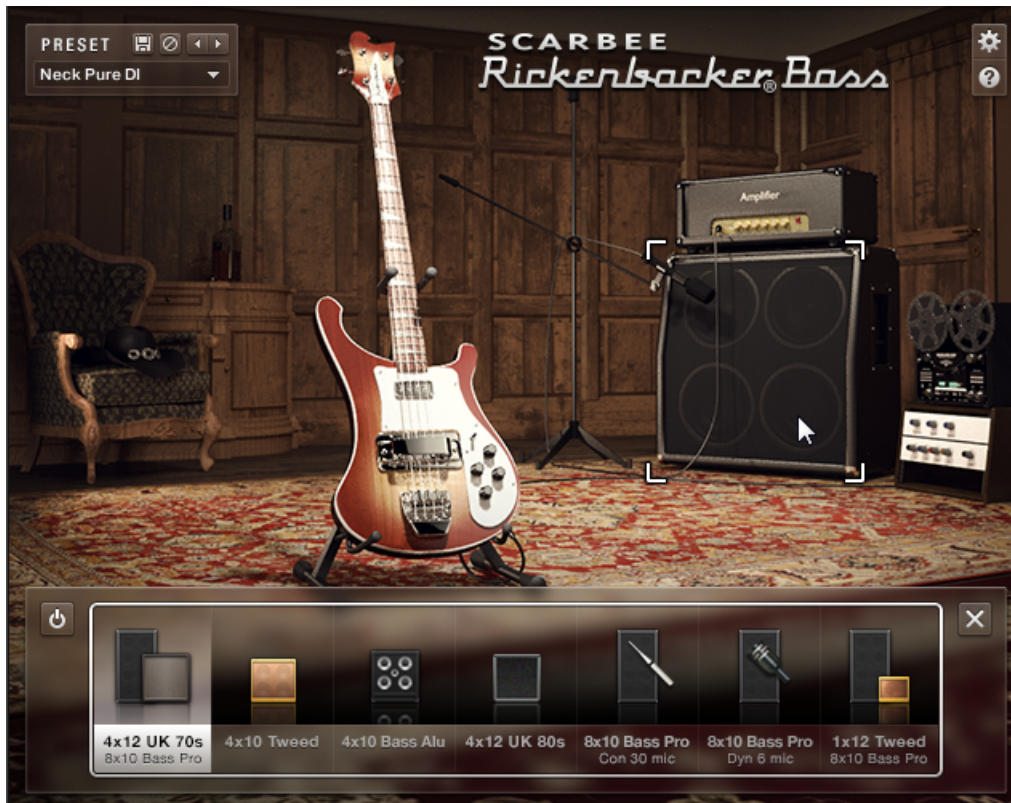 PRESET
Neck Pure DI
SCARBEE
Rickenbacker® Bass
Amplifier
4x12 UK 70s
8x10 Bass Pro
4x10 Tweed
4x10 Bass Alu
4x12 UK 80s
8x10 Bass Pro
Con 30 mic
8x10 Bass Pro
Dyn 6 mic
1x12 Tweed
8x10 Bass Pro